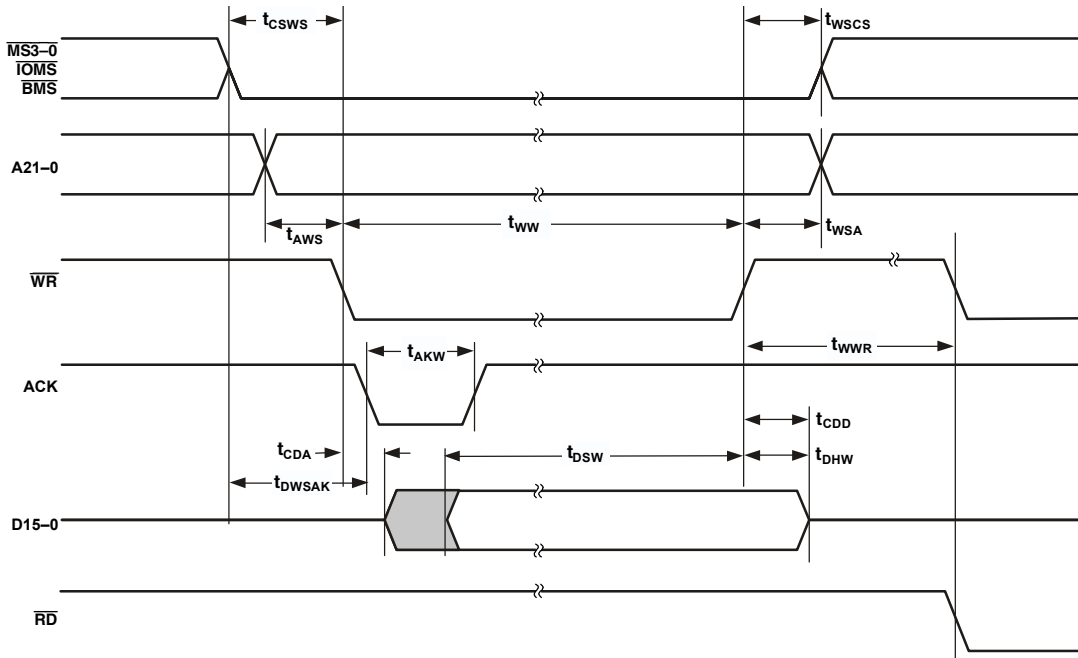 tCSWS
tWSCS
MS3–0
IOMS
BMS
A21–0
tAWS
tWW
tWSA
WR
tAKW
tWWR
ACK
tCDD
tCDA
tDSW
tDHW
tDWSAK
D15–0
RD